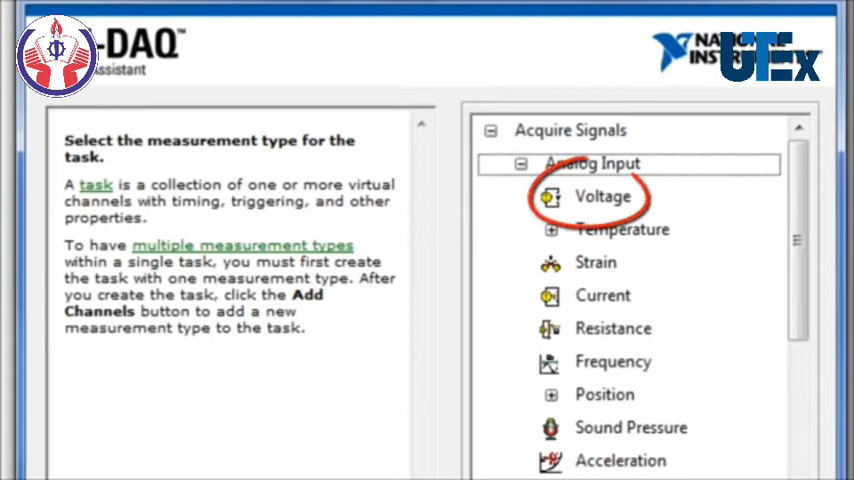 -DAQ™
Assistant
NATIONAL
INSTRUMENTS
UTEx
Select the measurement type for the
task.
A task is a collection of one or more virtual
channels with timing, triggering, and other
properties.
To have multiple measurement types
within a single task, you must first create
the task with one measurement type. After
you create the task, click the Add
Channels button to add a new
measurement type to the task.
Acquire Signals
Analog Input
Voltage
Temperature
Strain
Current
Resistance
Frequency
Position
Sound Pressure
Acceleration